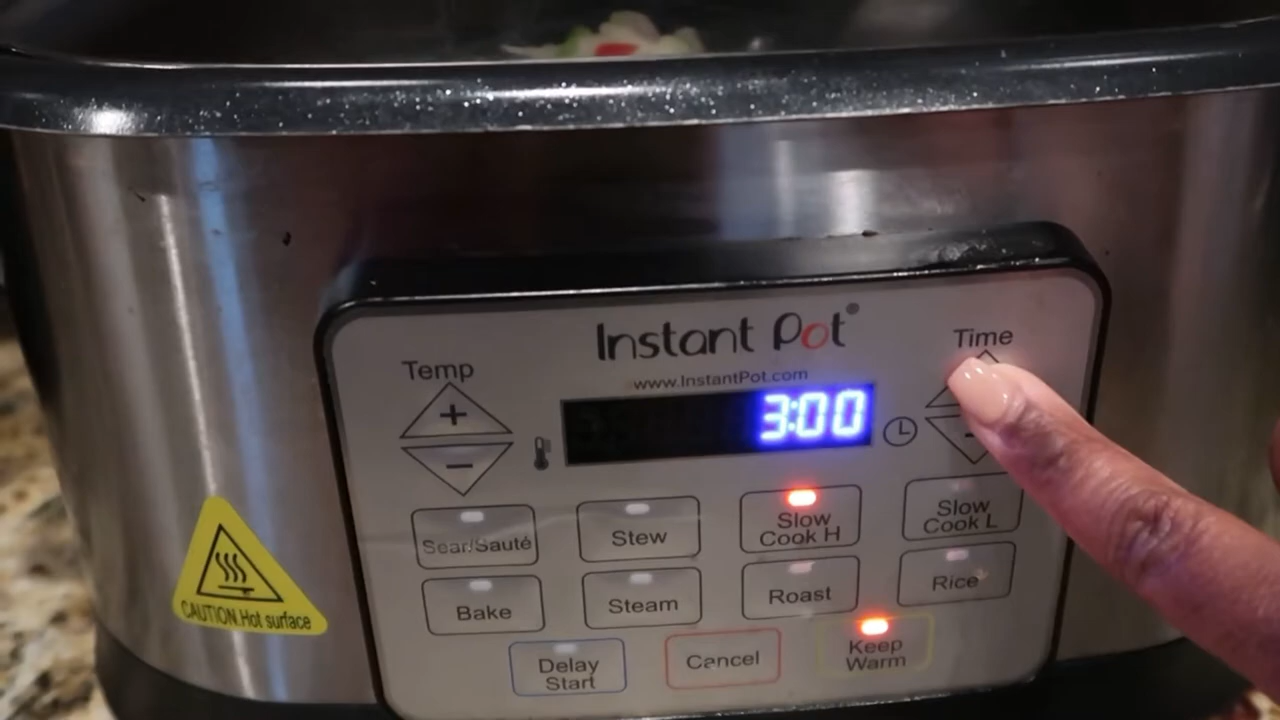 Instant Pot®
www.InstantPot.com
Temp
+
-
3:00
Time
-
Sear/Sauté
Stew
Slow
Cook H
Slow
Cook L
Bake
Steam
Roast
Rice
Delay
Start
Cancel
Keep
Warm
CAUTION.Hot surface